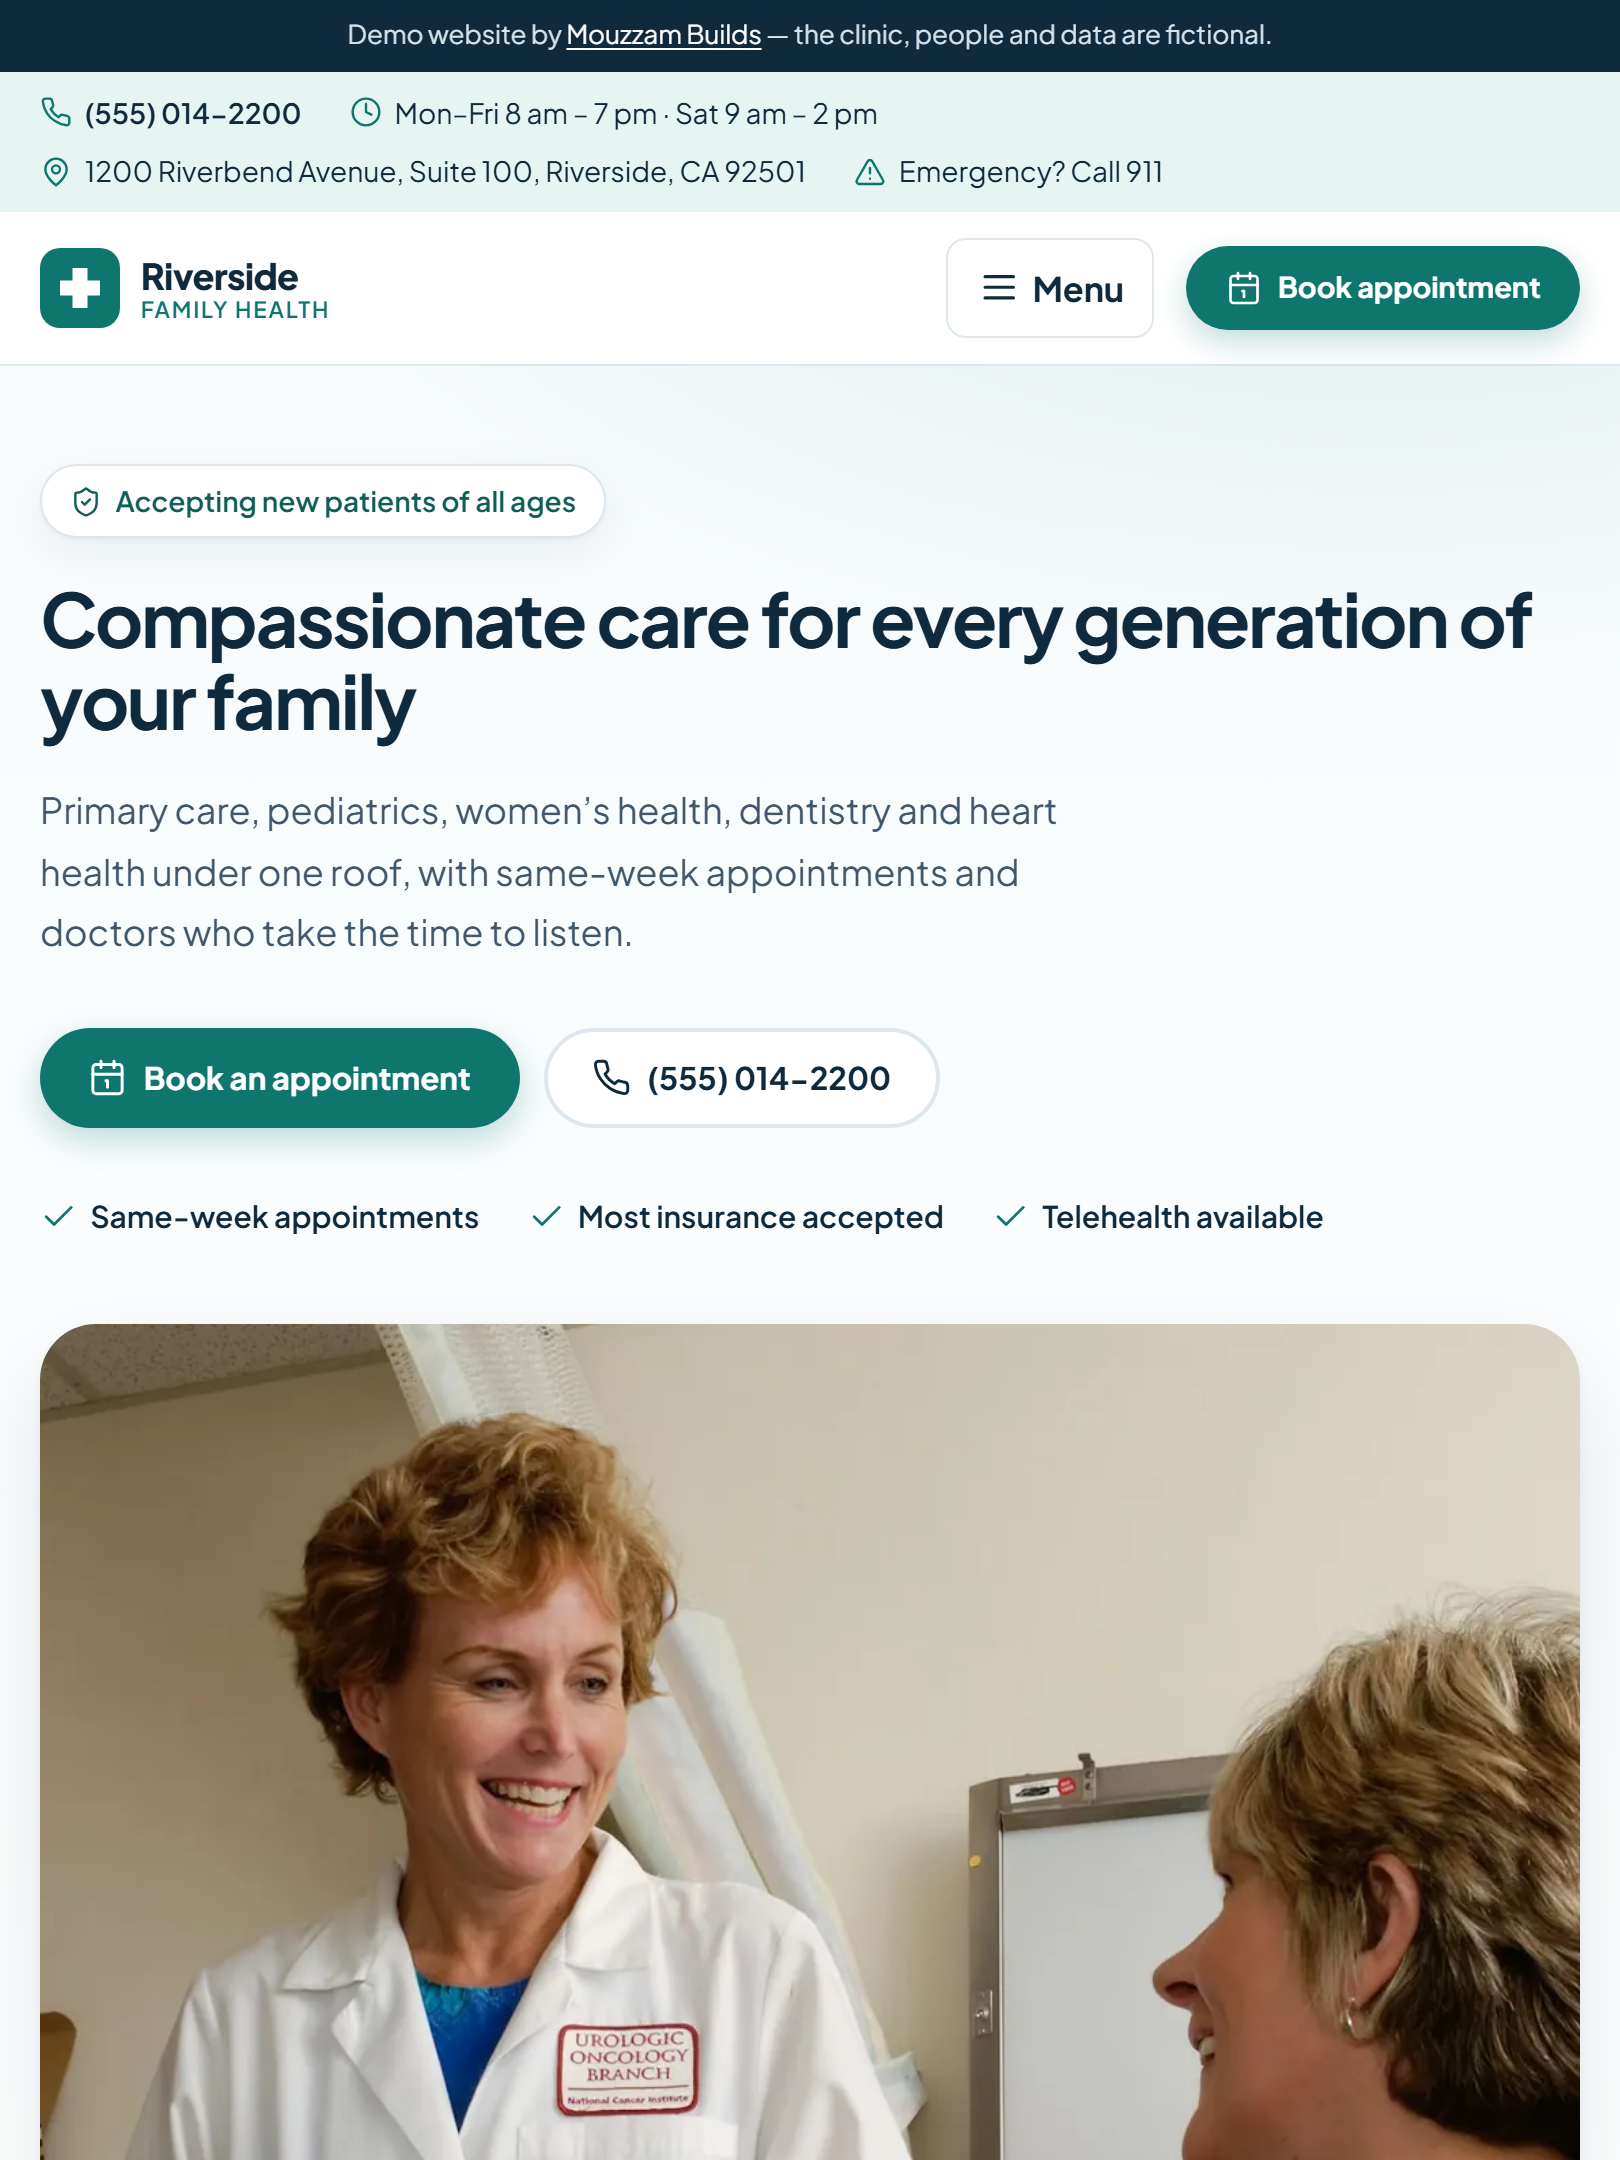 Demo website by Mouzzam Builds — the clinic, people and data are fictional.
(555) 014-2200
Mon–Fri 8 am – 7 pm · Sat 9 am – 2 pm
1200 Riverbend Avenue, Suite 100, Riverside, CA 92501
Emergency? Call 911
Riverside
FAMILY HEALTH
Menu
Book appointment
Accepting new patients of all ages
Compassionate care for every generation of
your family
Primary care, pediatrics, women’s health, dentistry and heart
health under one roof, with same-week appointments and
doctors who take the time to listen.
Book an appointment
(555) 014-2200
Same-week appointments
Most insurance accepted
Telehealth available
UROLOGIC
ONCOLOGY
BRANCH
National Cancer Institute